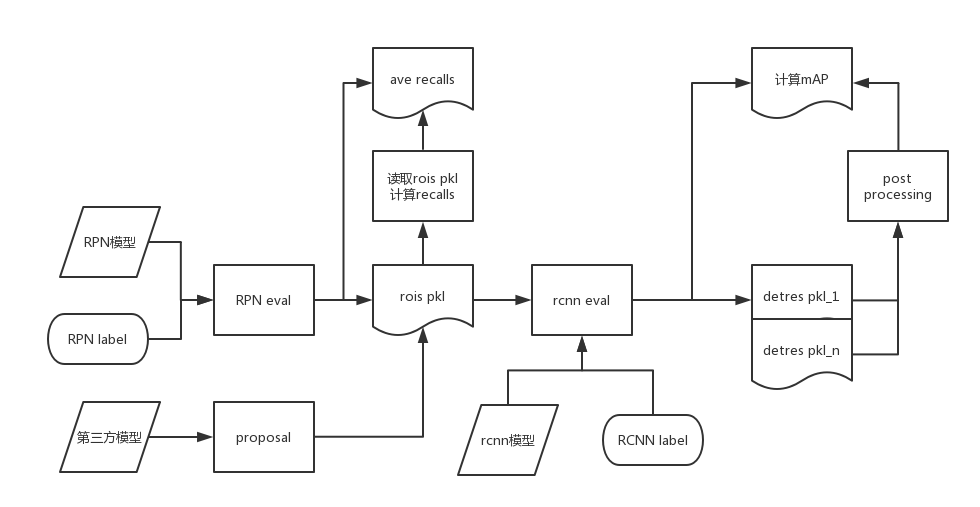 ave recalls
计算mAP
读取rois pkl
计算recalls
post
processing
RPN模型
RPN eval
rois pkl
rcnn eval
detres pkl_1
RPN label
detres pkl_n
第三方模型
proposal
rcnn模型
RCNN label